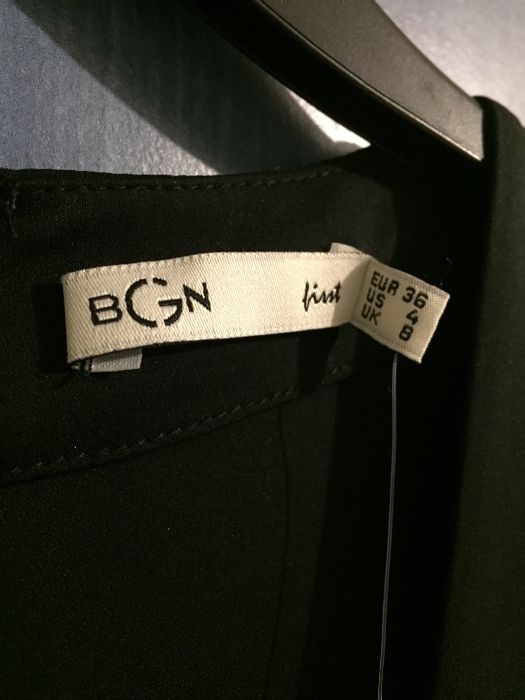 BGN first
EUR 36
US 4
UK 8